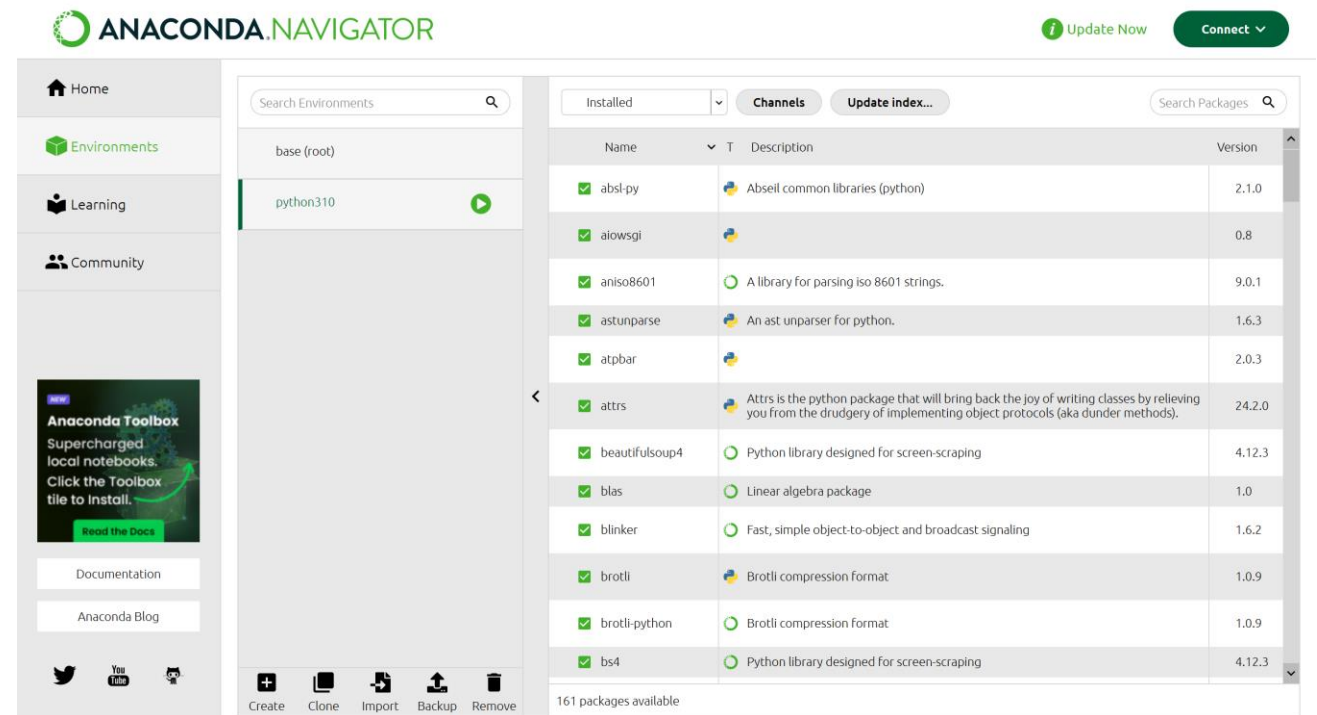 ANACONDA.NAVIGATOR
i Update Now
Connect
Home
Environments
Learning
Community
NEW
Anaconda Toolbox
Supercharged
local notebooks.
Click the Toolbox
tile to Install.
Read the Docs
Documentation
Anaconda Blog
You
Tube
Search Environments
base (root)
python310
Create Clone Import Backup Remove
Installed Channels Update index... Search Packages
Name T Description Version
absl-py Abseil common libraries (python) 2.1.0
aiowsgi 0.8
aniso8601 A library for parsing iso 8601 strings. 9.0.1
astunparse An ast unparser for python. 1.6.3
atpbar 2.0.3
attrs Attrs is the python package that will bring back the joy of writing classes by relieving
you from the drudgery of implementing object protocols (aka dunder methods). 24.2.0
beautifulsoup4 Python library designed for screen-scraping 4.12.3
blas Linear algebra package 1.0
blinker Fast, simple object-to-object and broadcast signaling 1.6.2
brotli Brotli compression format 1.0.9
brotli-python Brotli compression format 1.0.9
bs4 Python library designed for screen-scraping 4.12.3
161 packages available